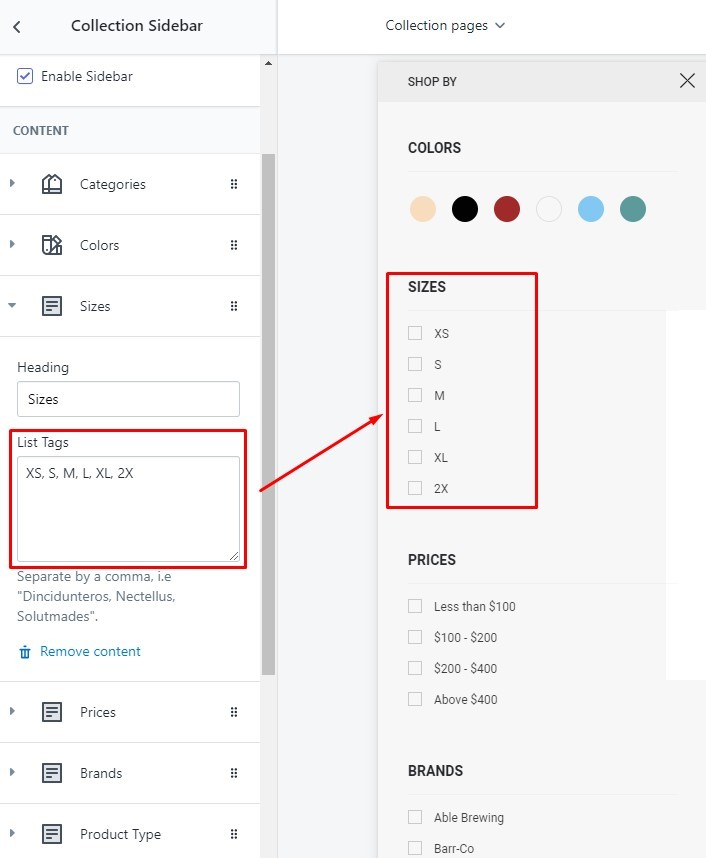 Collection Sidebar
Enable Sidebar
CONTENT
Categories
Colors
Sizes
Heading
Sizes
List Tags
XS, S, M, L, XL, 2X
Separate by a comma, i.e
"Dincidunteros, Nectellus,
Solutmades".
Remove content
Prices
Brands
Product Type
Collection pages
SHOP BY
COLORS
SIZES
XS
S
M
L
XL
2X
PRICES
Less than $100
$100 - $200
$200 - $400
Above $400
BRANDS
Able Brewing
Barr-Co